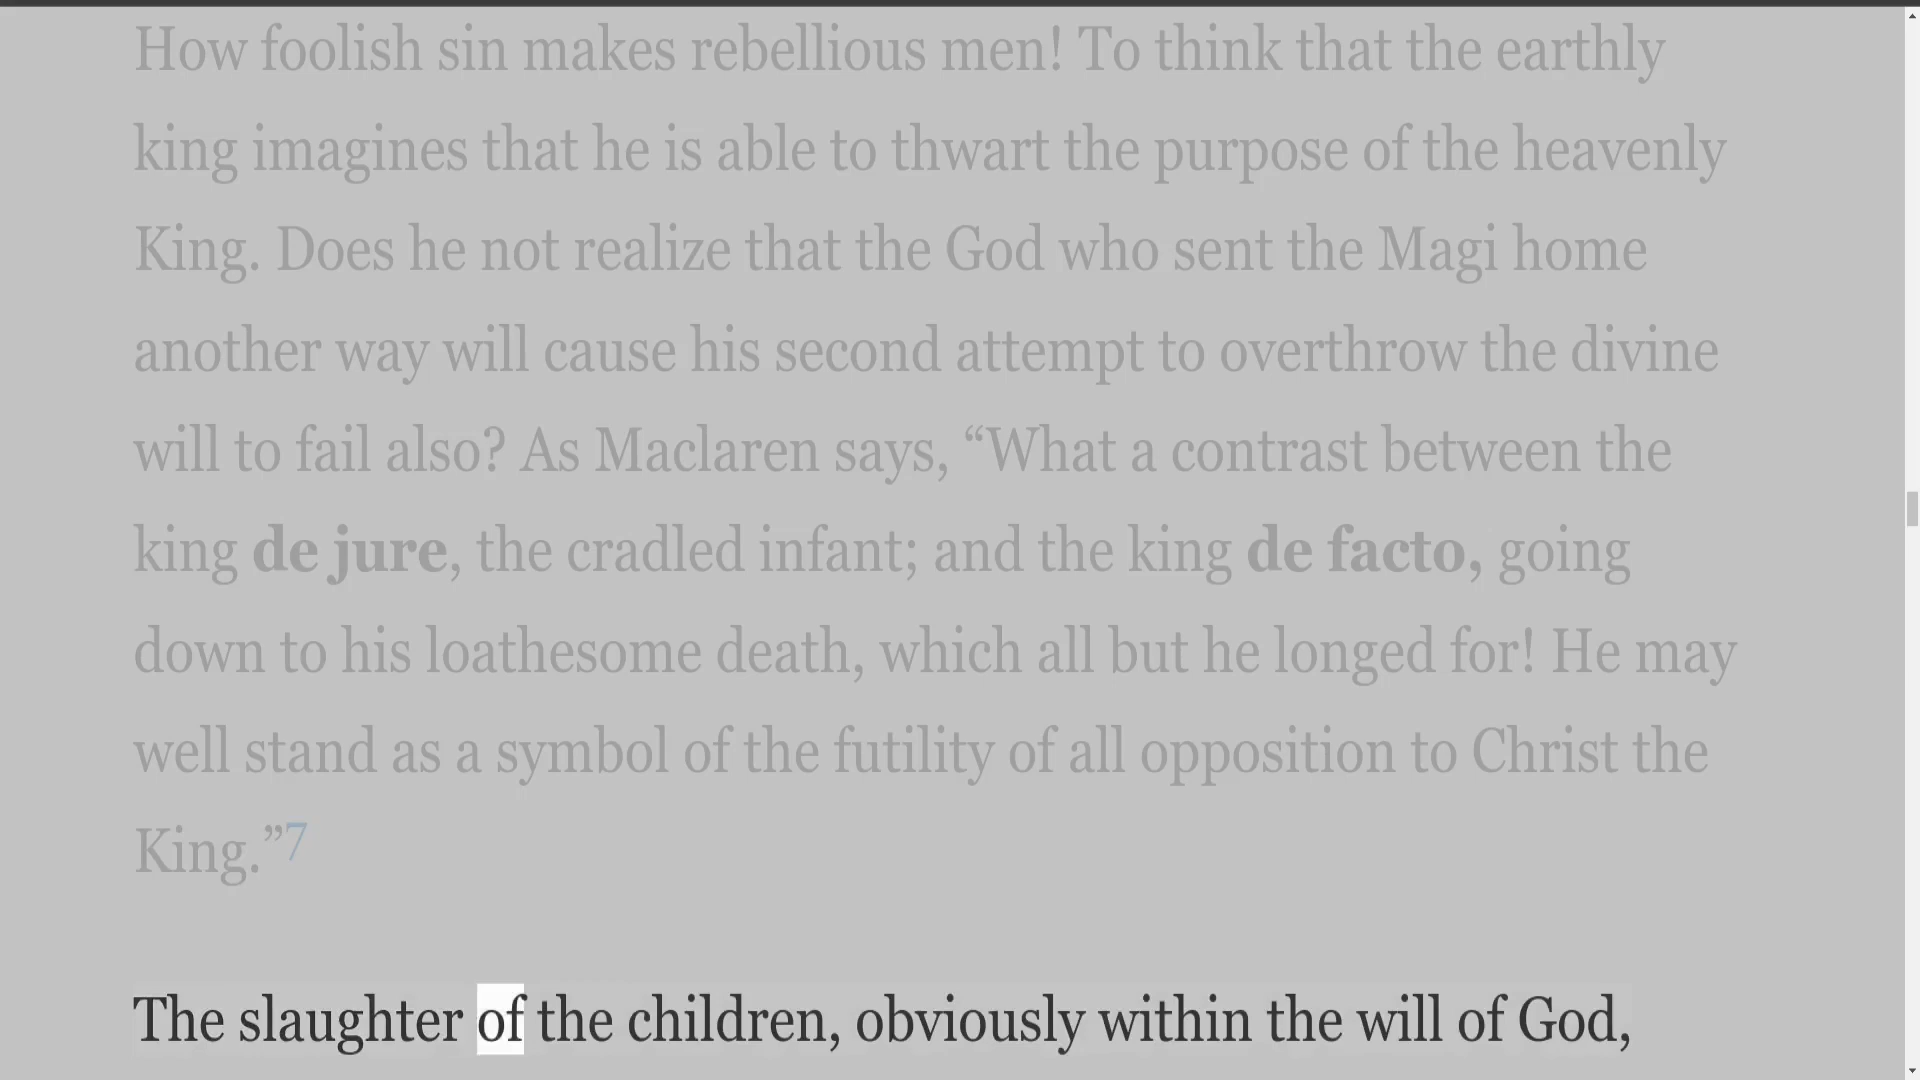 How foolish sin makes rebellious men! To think that the earthly
king imagines that he is able to thwart the purpose of the heavenly
King. Does he not realize that the God who sent the Magi home
another way will cause his second attempt to overthrow the divine
will to fail also? As Maclaren says, “What a contrast between the
king de jure, the cradled infant; and the king de facto, going
down to his loathesome death, which all but he longed for! He may
well stand as a symbol of the futility of all opposition to Christ the
King.”7
The slaughter of the children, obviously within the will of God,